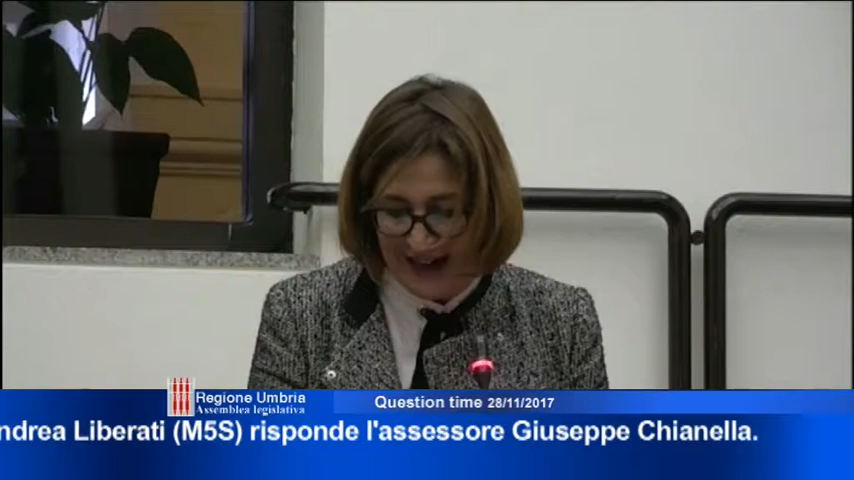 Regione Umbria
Assemblea legislativa
Question time 28/11/2017
ndrea Liberati (M5S) risponde l'assessore Giuseppe Chianella.